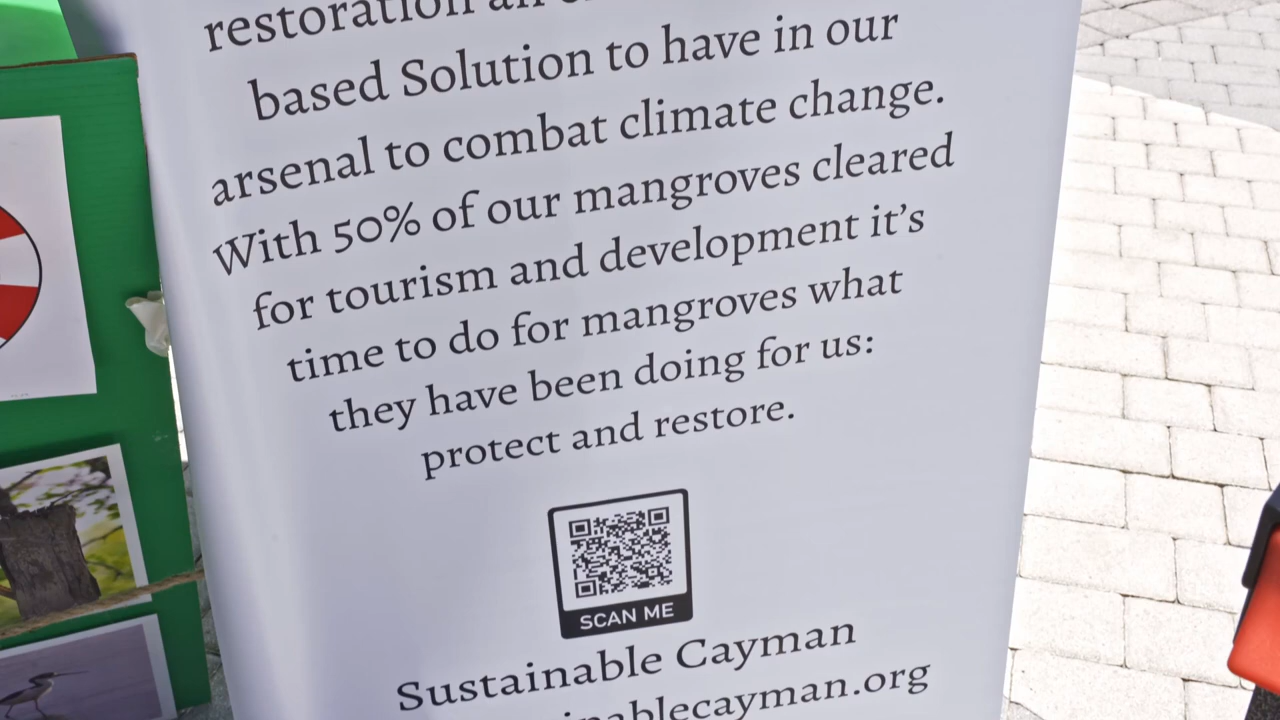 restoration an
based Solution to have in our
arsenal to combat climate change.
With 50% of our mangroves cleared
for tourism and development it's
time to do for mangroves what
they have been doing for us:
protect and restore.
SCAN ME
Sustainable Cayman
nablecayman.org